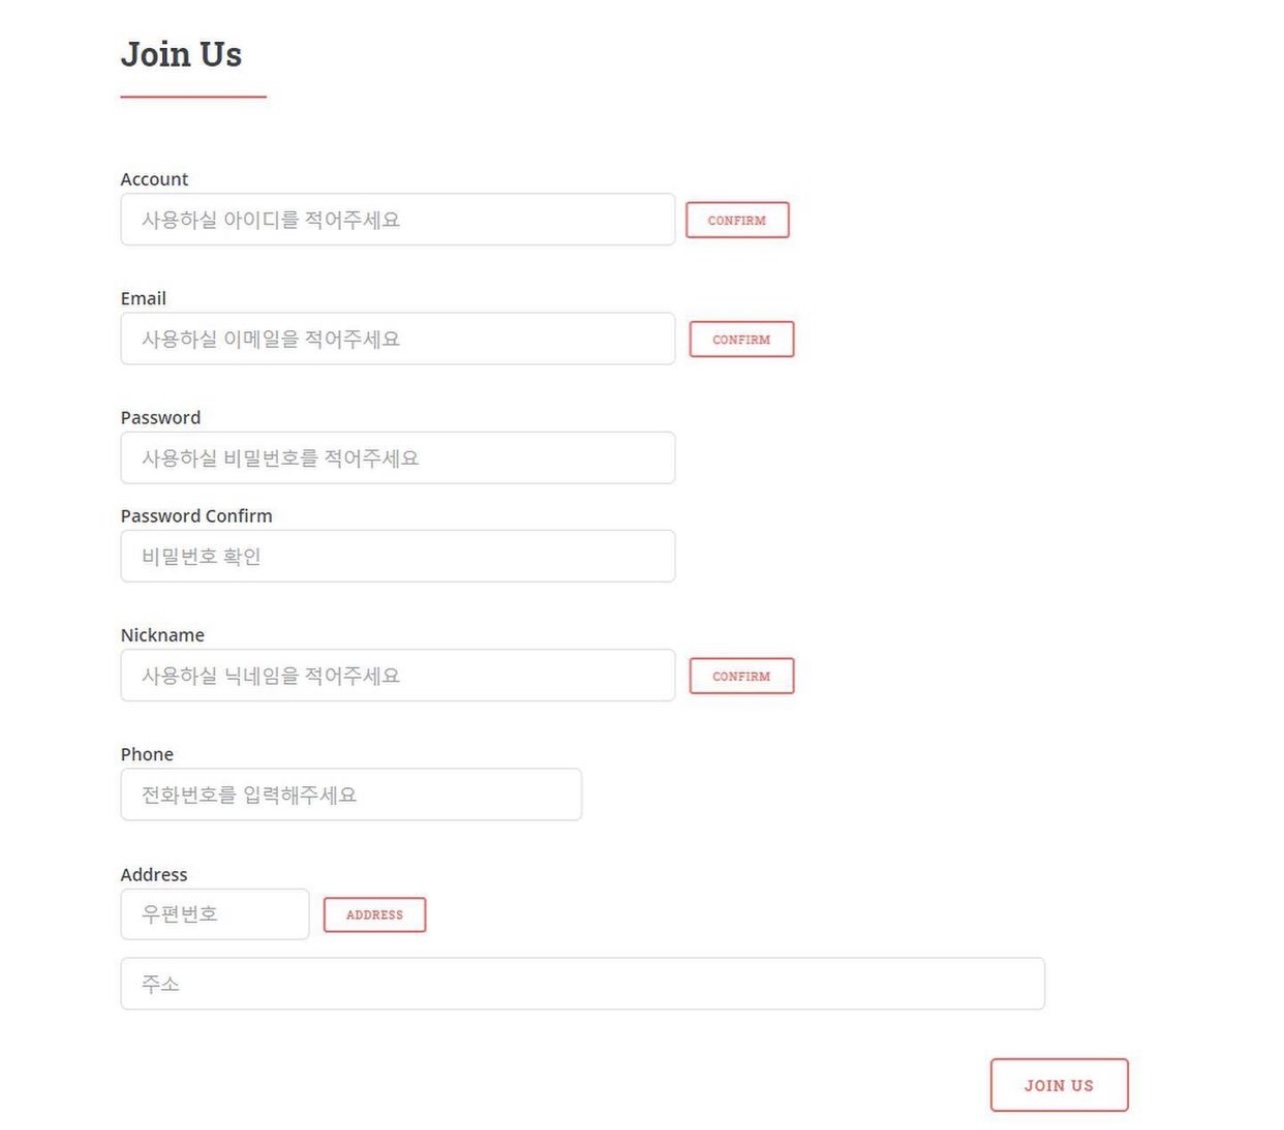 Join Us
Account
사용하실 아이디를 적어주세요
CONFIRM
Email
사용하실 이메일을 적어주세요
CONFIRM
Password
사용하실 비밀번호를 적어주세요
Password Confirm
비밀번호 확인
Nickname
사용하실 닉네임을 적어주세요
CONFIRM
Phone
전화번호를 입력해주세요
Address
우편번호
ADDRESS
주소
JOIN US